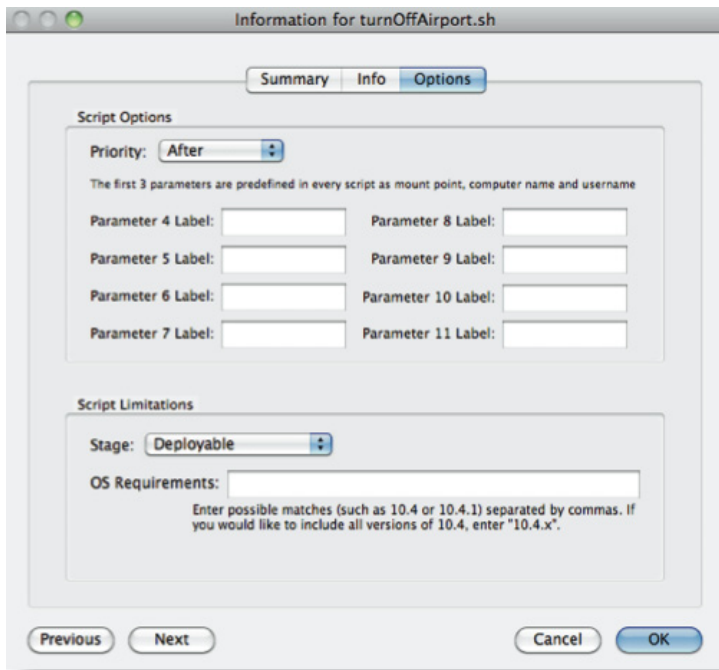 Information for turnOffAirport.sh
Summary Info Options
Script Options
Priority: After
The first 3 parameters are predefined in every script as mount point, computer name and username
Parameter 4 Label: Parameter 8 Label:
Parameter 5 Label: Parameter 9 Label:
Parameter 6 Label: Parameter 10 Label:
Parameter 7 Label: Parameter 11 Label:
Script Limitations
Stage: Deployable
OS Requirements:
Enter possible matches (such as 10.4 or 10.4.1) separated by commas. If
you would like to include all versions of 10.4, enter "10.4.x".
Previous Next Cancel OK